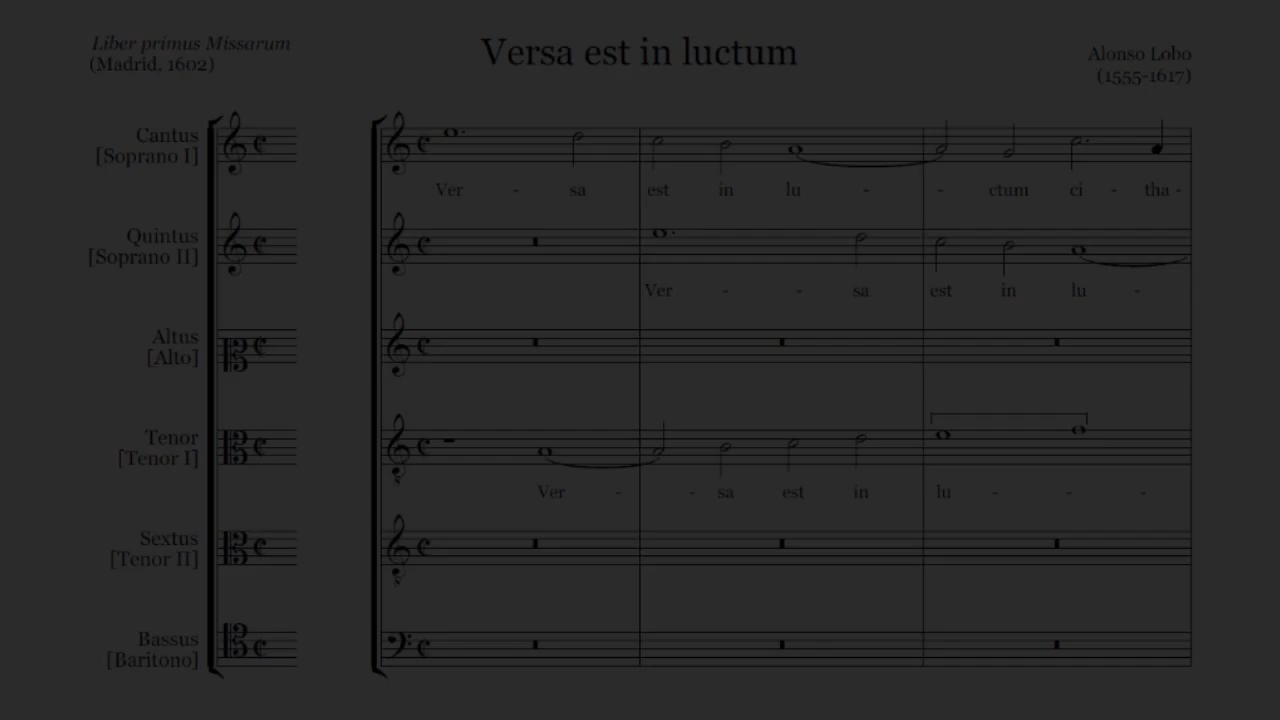 Liber primus Missarum
(Madrid, 1602)
Versa est in luctum
Alonso Lobo
(1555-1617)
Cantus
[Soprano I]
Ver - sa est in lu - - ctum ci - tha -
Quintus
[Soprano II]
Ver - - sa est in lu -
Altus
[Alto]
Tenor
[Tenor I]
Ver - - sa est in lu - - -
Sextus
[Tenor II]
Bassus
[Baritono]